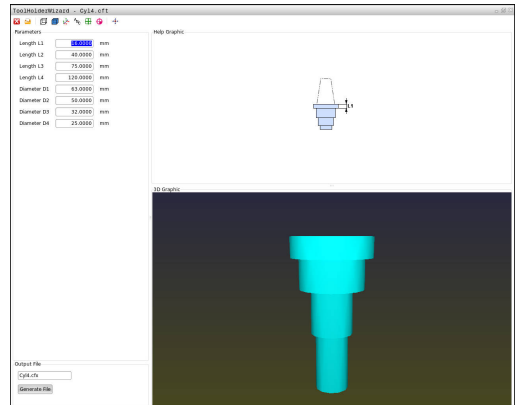 ToolHolderWizard - Cyl4.cft
Parameters
Length L1 mm
Length L2 40.0000 mm
Length L3 75.0000 mm
Length L4 120.0000 mm
Diameter D1 63.0000 mm
Diameter D2 50.0000 mm
Diameter D3 32.0000 mm
Diameter D4 25.0000 mm
Help Graphic
L1
3D Graphic
Output File
Cyl4.cfx
Generate File